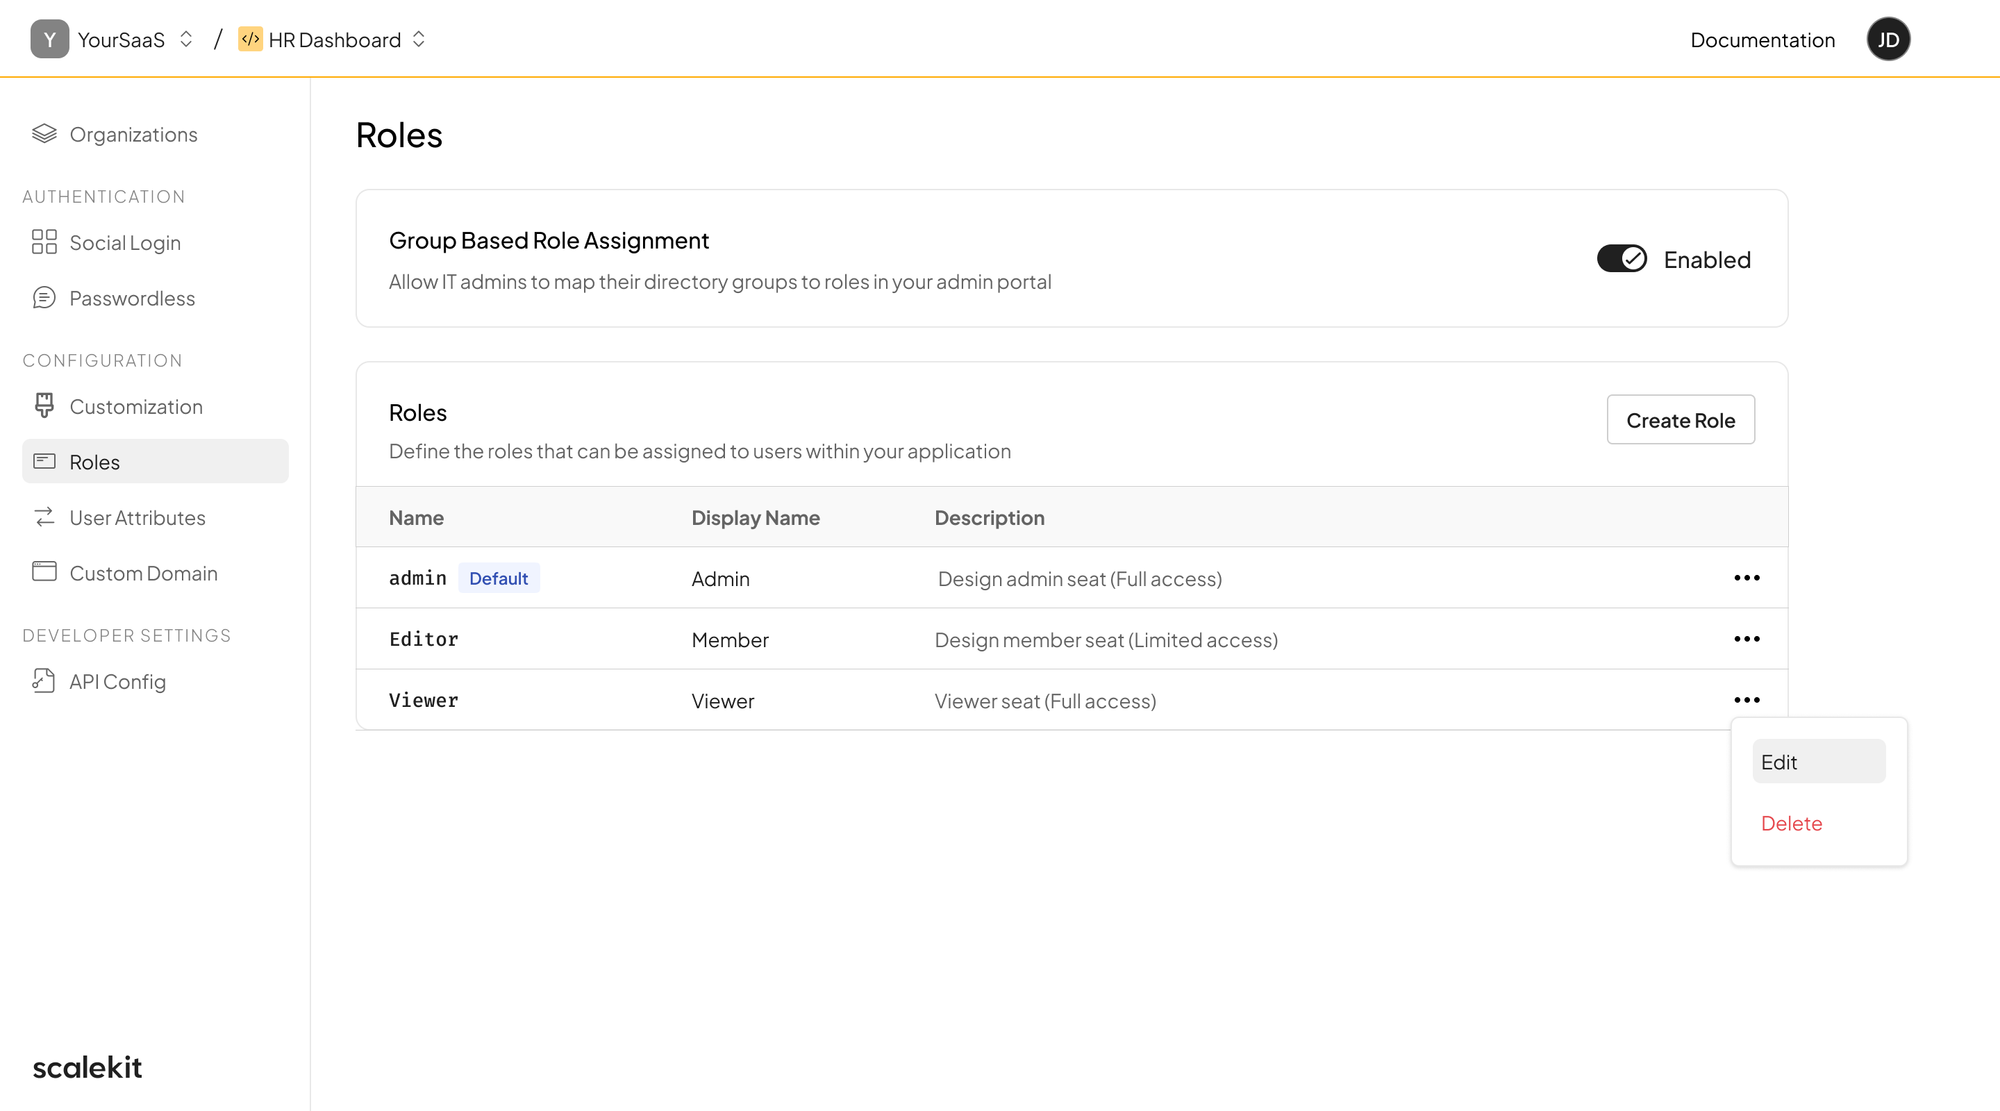 Y YourSaaS / </> HR Dashboard Documentation JD
Organizations
AUTHENTICATION
Social Login
Passwordless
CONFIGURATION
Customization
Roles
User Attributes
Custom Domain
DEVELOPER SETTINGS
API Config
scalekit
Roles
Group Based Role Assignment
Allow IT admins to map their directory groups to roles in your admin portal
Enabled
Roles
Define the roles that can be assigned to users within your application
Create Role
Name Display Name Description
admin Default Admin Design admin seat (Full access)
Editor Member Design member seat (Limited access)
Viewer Viewer Viewer seat (Full access)
Edit
Delete